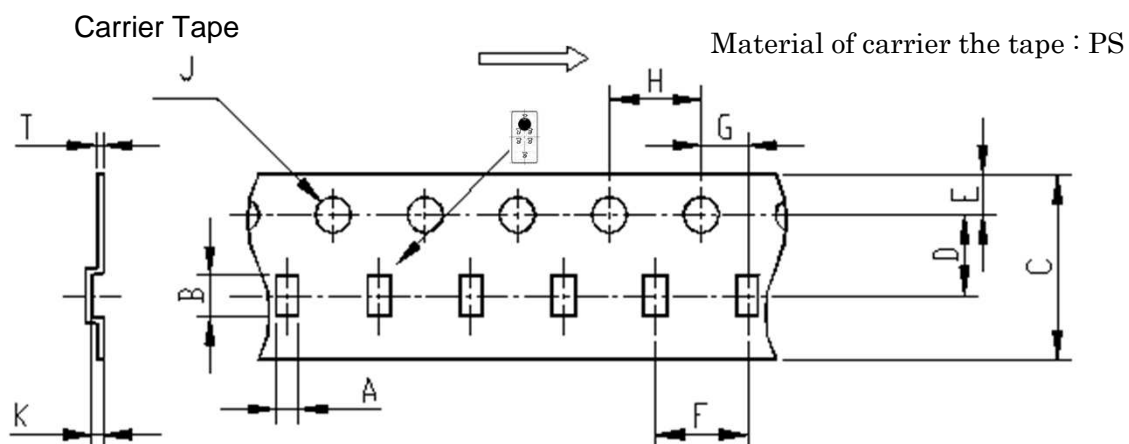 Carrier Tape
Material of carrier the tape : PS
J
H
T
G
E
D
C
B
A
K
F